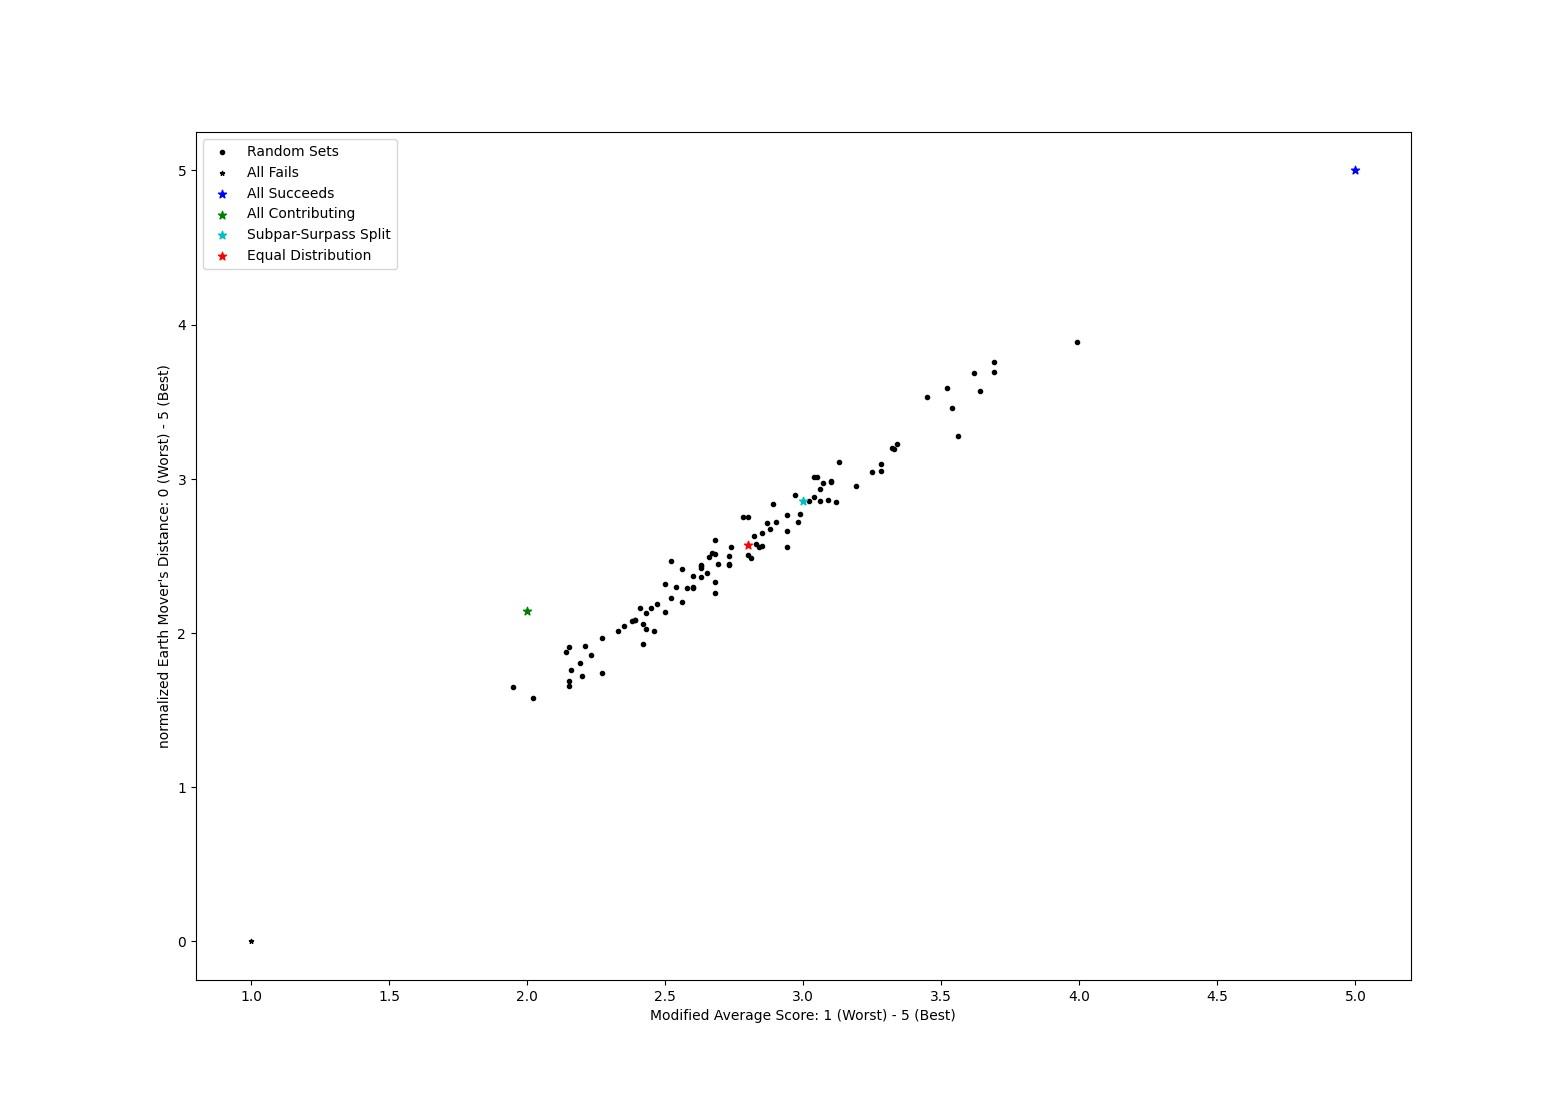 Random Sets
All Fails
All Succeeds
All Contributing
Subpar-Surpass Split
Equal Distribution
normalized Earth Mover's Distance: 0 (Worst) - 5 (Best)
5
4
3
2
1
0
1.0 1.5 2.0 2.5 3.0 3.5 4.0 4.5 5.0
Modified Average Score: 1 (Worst) - 5 (Best)